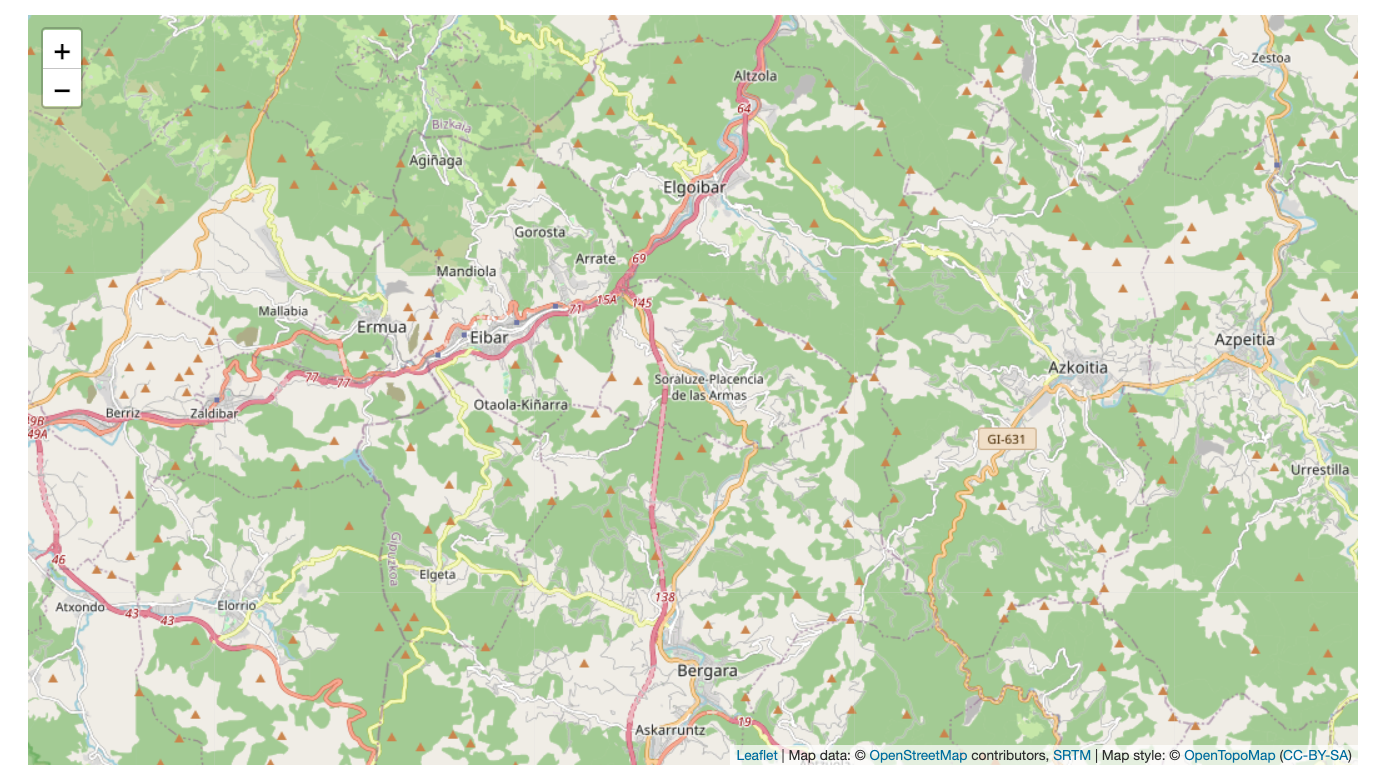 +
−
Altzola
Zestoa
64
Bizkaia
Agiñaga
Elgoibar
Gorosta
Arrate
69
Mandiola
15A
145
71
Mallabia
Ermua
Eibar
Azpeitia
Azkoitia
77
77
Soraluze-Placencia
de las Armas
Berriz
Zaldibar
Otaola-Kiñarra
49A
GI-631
Urrestilla
Gipuzkoa
46
Elgeta
138
Atxondo
43
43
Elorrio
Bergara
19
Askarruntz
Leaflet | Map data: © OpenStreetMap contributors, SRTM | Map style: © OpenTopoMap (CC-BY-SA)